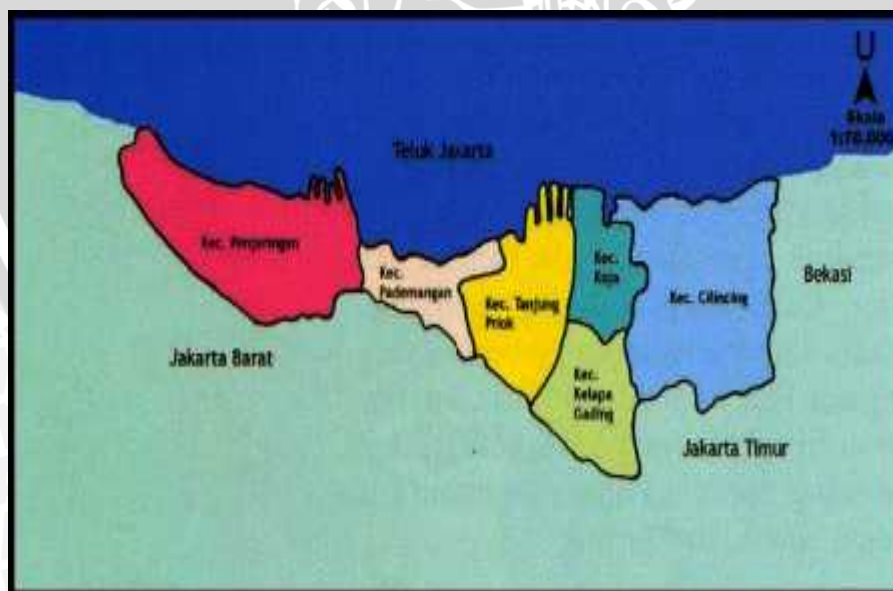 U
Skala
1:70.000
Teluk Jakarta
Kec. Penjaringan
Kec.
Pademangan
Kec.
Koja
Bekasi
Kec. Tanjung
Priok
Kec. Cilincing
Jakarta Barat
Kec.
Kelapa
Gading
Jakarta Timur